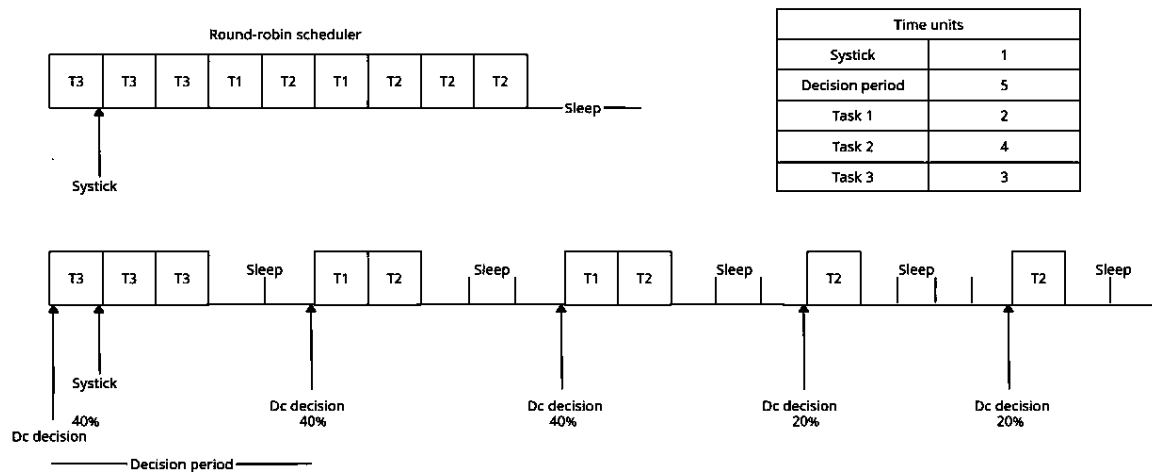 Round-robin scheduler
T3 T3 T3 T1 T2 T1 T2 T2 T2
Sleep
Systick
Time units
Systick 1
Decision period 5
Task 1 2
Task 2 4
Task 3 3
T3 T3 T3 Sleep T1 T2 Sleep T1 T2 Sleep T2 Sleep T2 Sleep
Systick
Dc decision
40%
Dc decision
40%
Dc decision
40%
Dc decision
20%
Dc decision
20%
Decision period